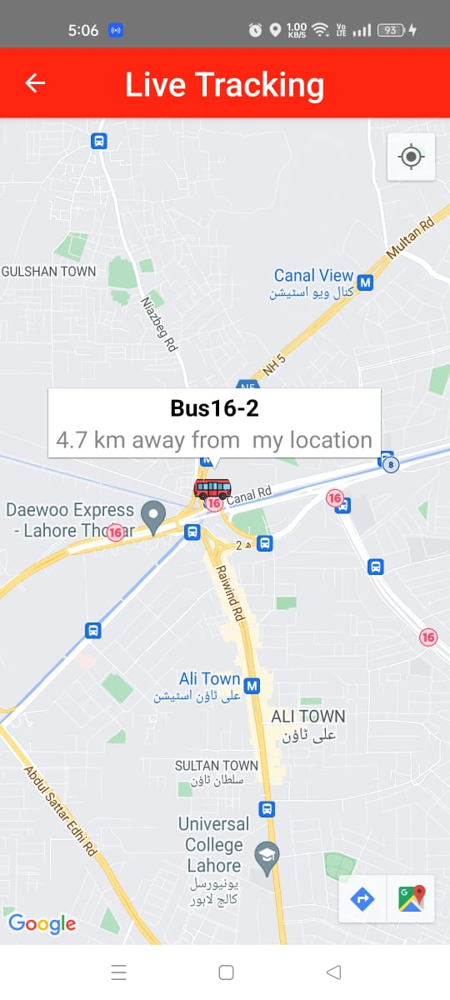 5:06
1.00
KB/S
Vo
LTE
93
Live Tracking
Multan Rd
GULSHAN TOWN
Canal View
کنال ویو اسٹیشن
M
Niazbeg Rd
NH 5
N5
Bus16-2
4.7 km away from my location
M
8
16
Canal Rd
16
Daewoo Express
- Lahore Thokar
16
2 ھ
Raiwind Rd
16
Ali Town
علی ٹاؤن اسٹیشن
M
ALI TOWN
علی ٹاؤن
SULTAN TOWN
سلطان ٹاؤن
Abdul Sattar Edhi Rd
Universal
College
Lahore
یونیورسل
کالج لاہور
G
Google